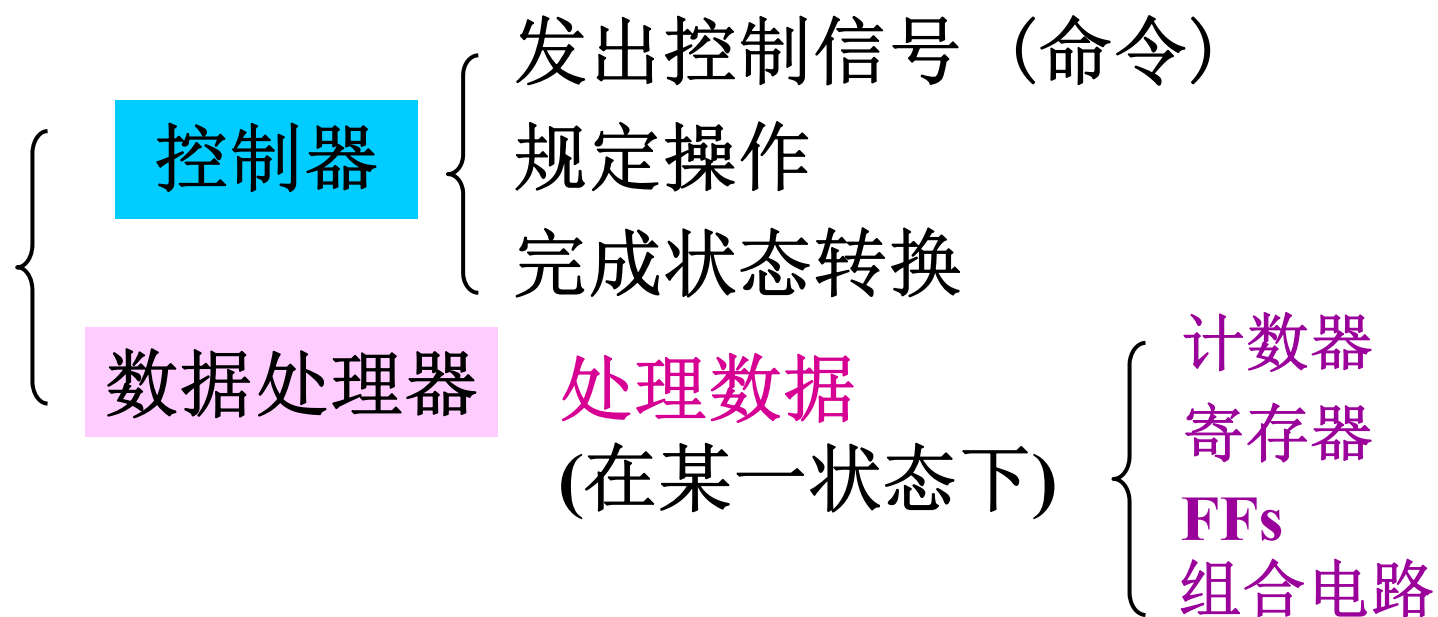 控制器
发出控制信号（命令）
规定操作
完成状态转换
数据处理器
处理数据
(在某一状态下)
计数器
寄存器
FFs
组合电路